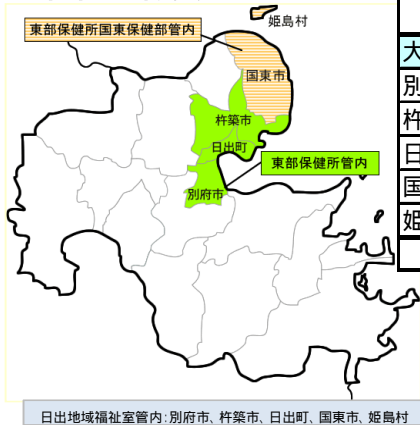 姫島村
東部保健所国東保健部管内
国東市
杵築市
日出町
東部保健所管内
別府市
大
別
杵
日
国
姫
日出地域福祉室管内:別府市、杵築市、日出町、国東市、姫島村